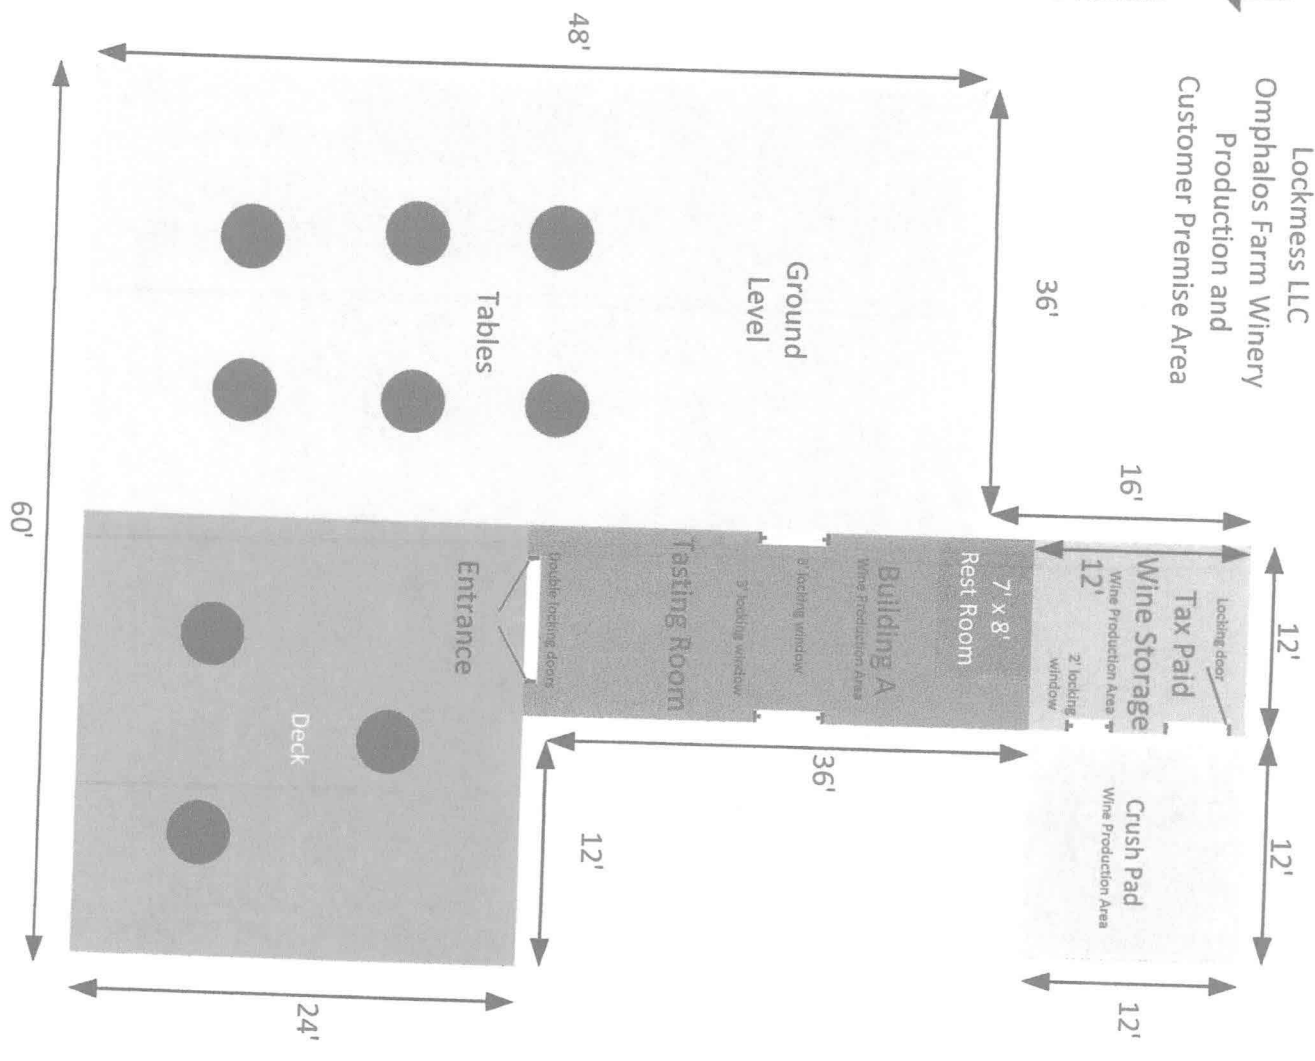 Lockmess LLC
Omphalos Farm Winery
Production and
Customer Premise Area
48'
36'
16'
12'
12'
Locking door
Tax Paid
Wine Storage
Wine Production Area
12'
2' locking
window
Crush Pad
Wine Production Area
12'
7' x 8'
Rest Room
Building A
Wine Production Area
8' locking window
3' locking window
Tasting Room
Double locking doors
36'
12'
Entrance
Ground
Level
Tables
Deck
24'
60'